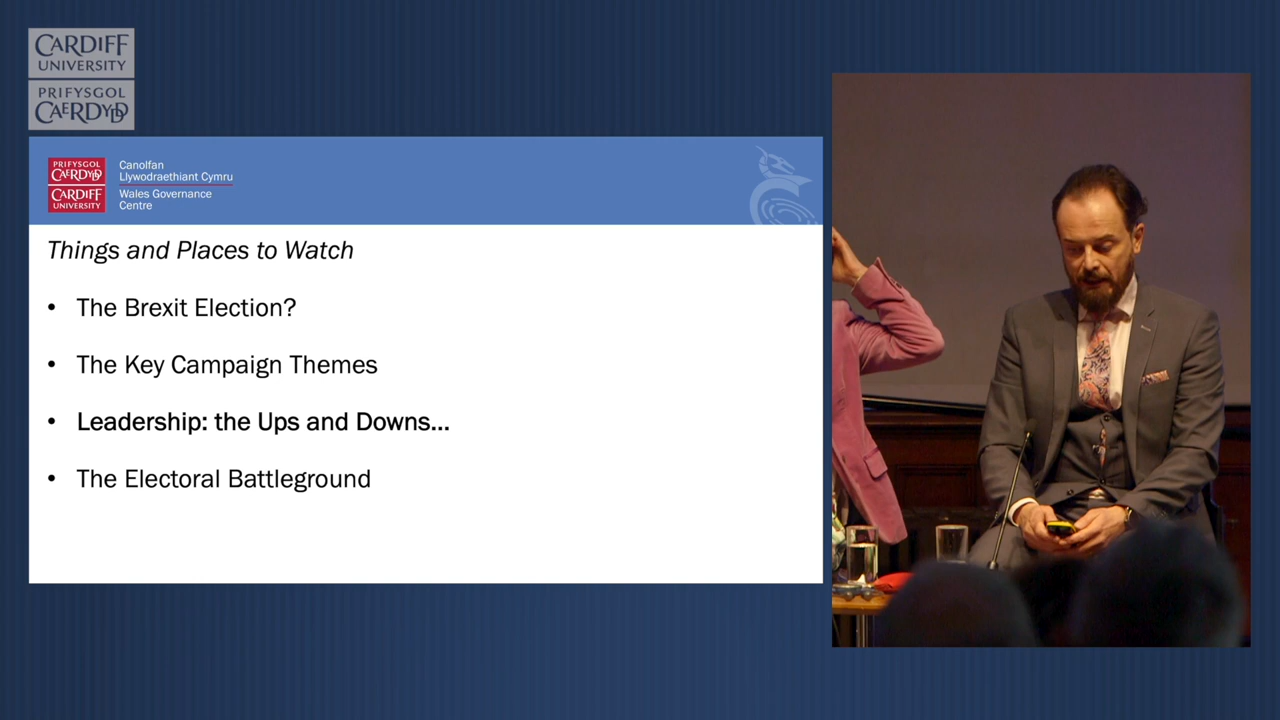 CARDIFF
UNIVERSITY
PRIFYSGOL
CAERDYDD
PRIFYSGOL
CAERDYDD
CARDIFF
UNIVERSITY
Canolfan
Llywodraethiant Cymru
Wales Governance
Centre
Things and Places to Watch
• The Brexit Election?
• The Key Campaign Themes
• Leadership: the Ups and Downs...
• The Electoral Battleground